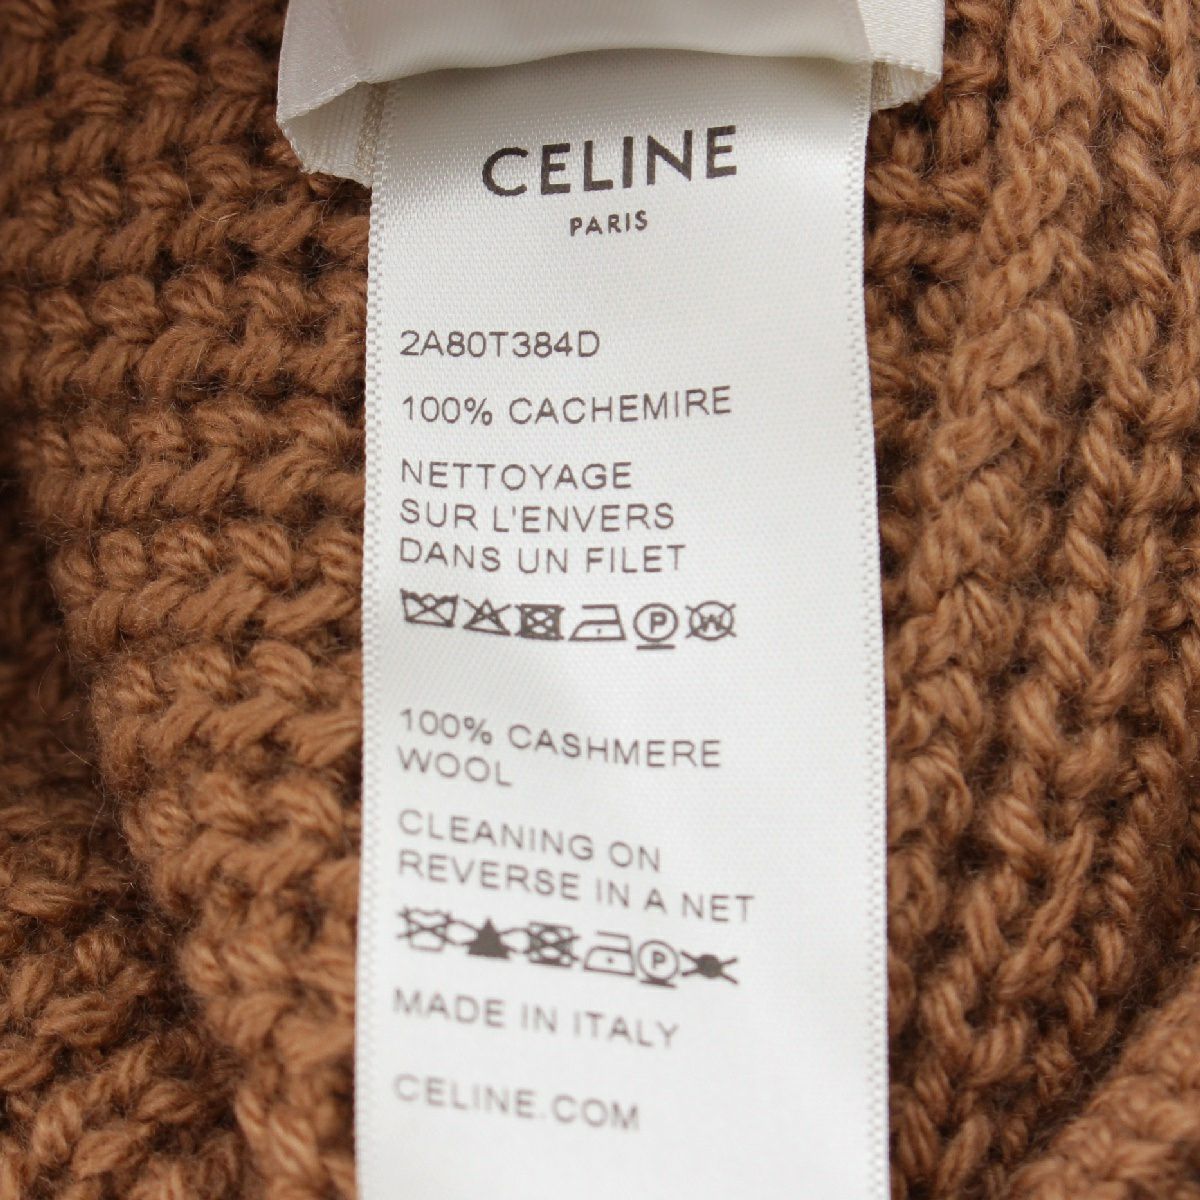 CELINE
PARIS
2A80T384D
100% CACHEMIRE
NETTOYAGE
SUR L'ENVERS
DANS UN FILET
P W
100% CASHMERE
WOOL
CLEANING ON
REVERSE IN A NET
P
MADE IN ITALY
CELINE.COM